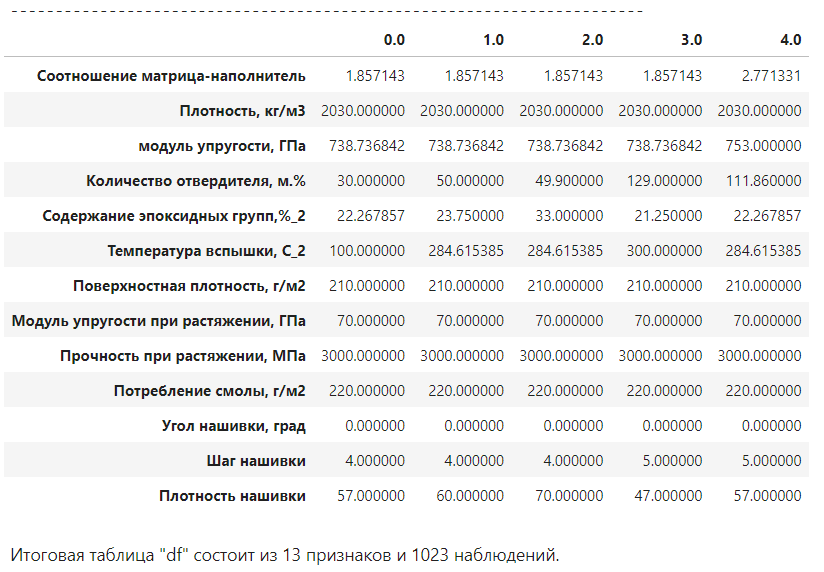 0.0 1.0 2.0 3.0 4.0
Соотношение матрица-наполнитель 1.857143 1.857143 1.857143 1.857143 2.771331
Плотность, кг/м3 2030.000000 2030.000000 2030.000000 2030.000000 2030.000000
модуль упругости, ГПа 738.736842 738.736842 738.736842 738.736842 753.000000
Количество отвердителя, м.% 30.000000 50.000000 49.900000 129.000000 111.860000
Содержание эпоксидных групп,%_2 22.267857 23.750000 33.000000 21.250000 22.267857
Температура вспышки, С_2 100.000000 284.615385 284.615385 300.000000 284.615385
Поверхностная плотность, г/м2 210.000000 210.000000 210.000000 210.000000 210.000000
Модуль упругости при растяжении, ГПа 70.000000 70.000000 70.000000 70.000000 70.000000
Прочность при растяжении, МПа 3000.000000 3000.000000 3000.000000 3000.000000 3000.000000
Потребление смолы, г/м2 220.000000 220.000000 220.000000 220.000000 220.000000
Угол нашивки, град 0.000000 0.000000 0.000000 0.000000 0.000000
Шаг нашивки 4.000000 4.000000 4.000000 5.000000 5.000000
Плотность нашивки 57.000000 60.000000 70.000000 47.000000 57.000000
Итоговая таблица "df" состоит из 13 признаков и 1023 наблюдений.